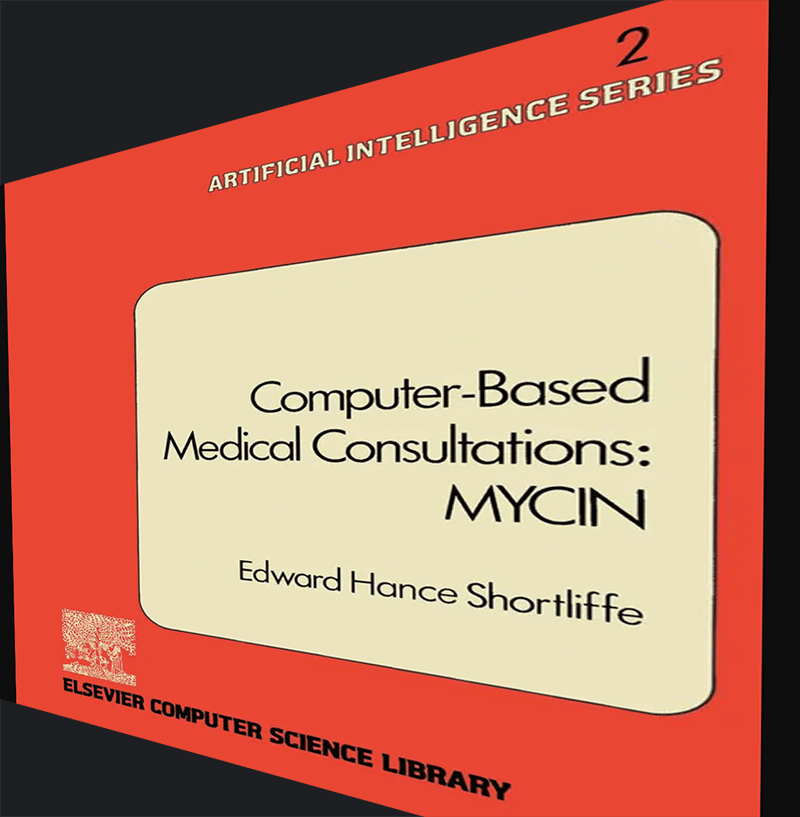 2
ARTIFICIAL INTELLIGENCE SERIES
Computer-Based
Medical Consultations:
MYCIN
Edward Hance Shortliffe
ELSEVIER COMPUTER SCIENCE LIBRARY